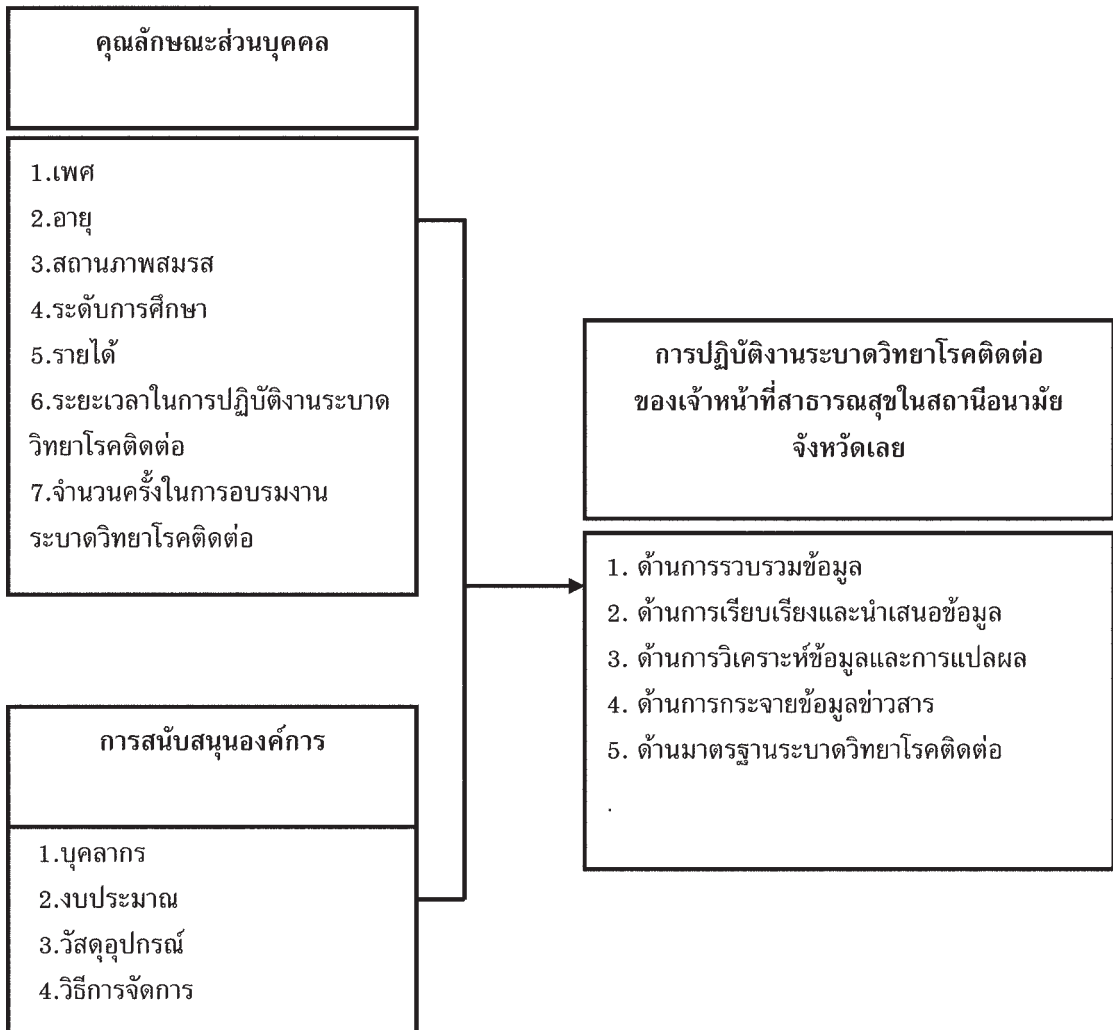 คุณลักษณะส่วนบุคคล
1.เพศ
2.อายุ
3.สถานภาพสมรส
4.ระดับการศึกษา
5.รายได้
6.ระยะเวลาในการปฏิบัติงานระบาด
วิทยาโรคติดต่อ
7.จำนวนครั้งในการอบรมงาน
ระบาดวิทยาโรคติดต่อ
การสนับสนุนองค์การ
1.บุคลากร
2.งบประมาณ
3.วัสดุอุปกรณ์
4.วิธีการจัดการ
การปฏิบัติงานระบาดวิทยาโรคติดต่อ
ของเจ้าหน้าที่สาธารณสุขในสถานีอนามัย
จังหวัดเลย
1. ด้านการรวบรวมข้อมูล
2. ด้านการเรียบเรียงและนำเสนอข้อมูล
3. ด้านการวิเคราะห์ข้อมูลและการแปลผล
4. ด้านการกระจายข้อมูลข่าวสาร
5. ด้านมาตรฐานระบาดวิทยาโรคติดต่อ
.